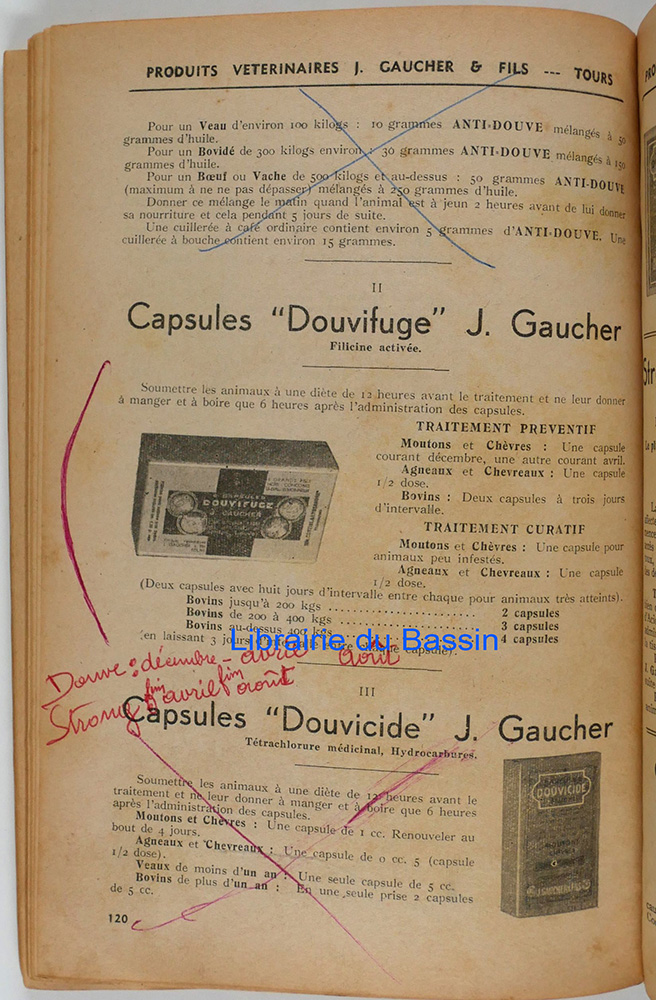 PRODUITS VETERINAIRES J. GAUCHER & FILS --- TOURS
Pour un Veau d'environ 100 kilogs : 10 grammes ANTI-DOUVE mélangés à 50
grammes d'huile.
Pour un Bovidé de 300 kilogs environ : 30 grammes ANTI-DOUVE mélangés à 150
grammes d'huile.
Pour un Bœuf ou Vache de 500 kilogs et au-dessus : 50 grammes ANTI-DOUVE
(maximum à ne ne pas dépasser) mélangés à 250 grammes d'huile.
Donner ce mélange le matin quand l'animal est à jeun 2 heures avant de lui donner
sa nourriture et cela pendant 5 jours de suite.
Une cuillerée à café ordinaire contient environ 5 grammes d'ANTI-DOUVE. Une
cuillerée à bouche contient environ 15 grammes.
II
Capsules "Douvifuge" J. Gaucher
Filicine activée.
Soumettre les animaux à une diète de 12 heures avant le traitement et ne leur donner
à manger et à boire que 6 heures après l'administration des capsules.
TRAITEMENT PREVENTIF
Moutons et Chèvres : Une capsule
courant décembre, une autre courant avril.
Agneaux et Chevreaux : Une capsule
1/2 dose.
Bovins : Deux capsules à trois jours
d'intervalle.
TRAITEMENT CURATIF
Moutons et Chèvres : Une capsule pour
animaux peu infestés.
Agneaux et Chevreaux : Une capsule
1/2 dose.
CAPSULES
DOUVIFUGE
GAUCHER
(Deux capsules avec huit jours d'intervalle entre chaque pour animaux très atteints).
Bovins jusqu'à 200 kgs ........................ 2 capsules
Bovins de 200 à 400 kgs ........................ 3 capsules
Bovins au-dessus 400 kgs ........................ 4 capsules
(en laissant 3 jours capsule).
Librairie du Bassin
Douve : décembre - avril août
Strong fin avril fin août
III
Capsules "Douvicide" J. Gaucher
Tétrachlorure médicinal, Hydrocarbures.
Soumettre les animaux à une diète de 12 heures avant le
traitement et ne leur donner à manger et à boire que 6 heures
après l'administration des capsules.
Moutons et Chèvres : Une capsule de 1 cc. Renouveler au
bout de 4 jours.
Agneaux et Chevreaux : Une capsule de 0 cc. 5 (capsule
1/2 dose).
Veaux de moins d'un an : Une seule capsule de 5 cc.
Bovins de plus d'un an : En une seule prise 2 capsules
de 5 cc.
DOUVICIDE
120